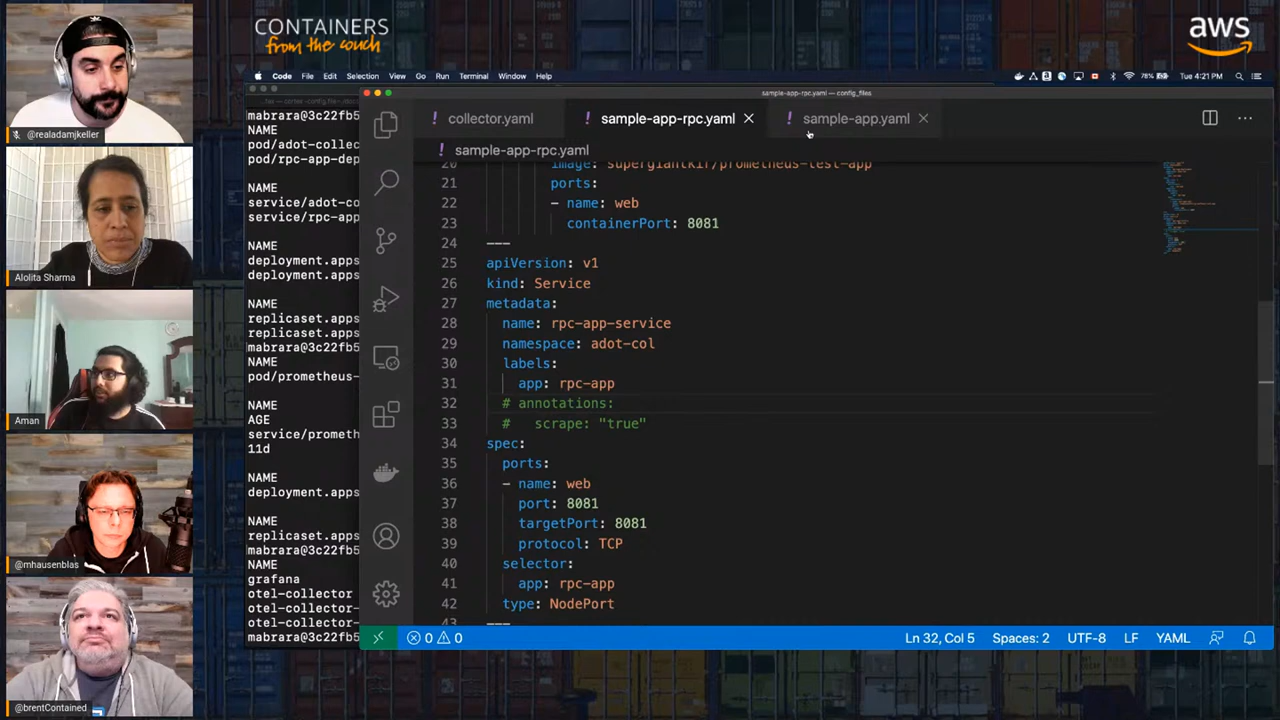 CONTAINERS
from the couch
aws
@realadamjkeller
Alolita Sharma
Aman
@mhausenblas
@brentContained
Code File Edit Selection View Go Run Terminal Window Help
78% Tue 4:21 PM
sample-app-rpc.yaml — config_files
mabrara@3c22fb5
NAME
pod/adot-collec
pod/rpc-app-dep
NAME
service/adot-co
service/rpc-app
NAME
deployment.apps
deployment.apps
NAME
replicaset.apps
replicaset.apps
mabrara@3c22fb5
NAME
pod/prometheus-
NAME
AGE
service/prometh
11d
NAME
deployment.apps
NAME
replicaset.apps
mabrara@3c22fb5
NAME
grafana
otel-collector
otel-collector-
otel-collector-
mabrara@3c22fb5
! collector.yaml ! sample-app-rpc.yaml × ! sample-app.yaml ×
! sample-app-rpc.yaml
20 image: supergiantkir/prometheus-test-app
21 ports:
22 - name: web
23 containerPort: 8081
24 ---
25 apiVersion: v1
26 kind: Service
27 metadata:
28 name: rpc-app-service
29 namespace: adot-col
30 labels:
31 app: rpc-app
32 # annotations:
33 # scrape: "true"
34 spec:
35 ports:
36 - name: web
37 port: 8081
38 targetPort: 8081
39 protocol: TCP
40 selector:
41 app: rpc-app
42 type: NodePort
43 ---
0 0 Ln 32, Col 5 Spaces: 2 UTF-8 LF YAML